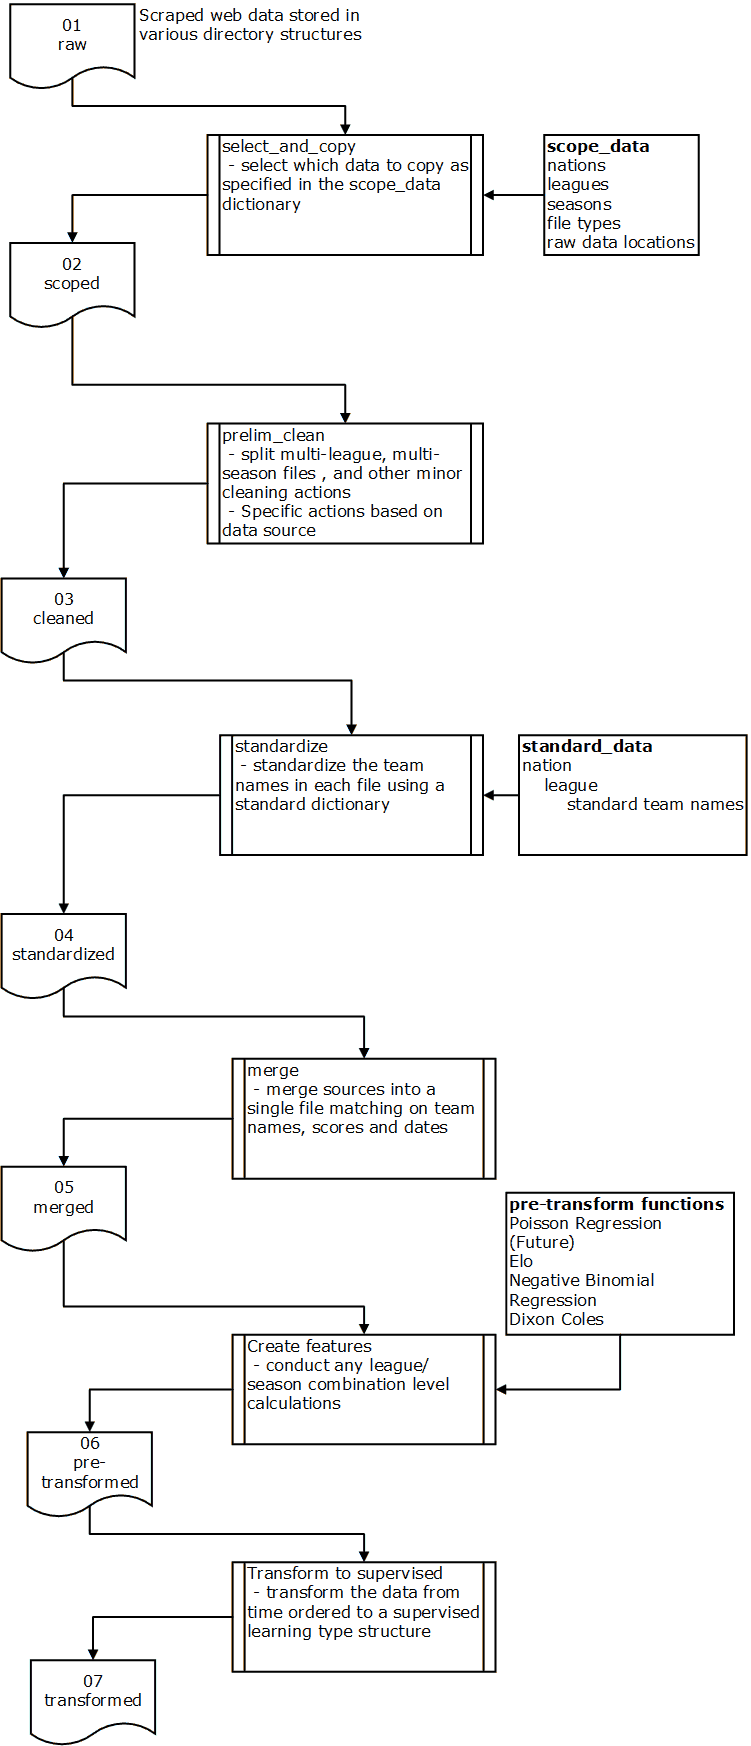 01
raw
Scraped web data stored in
various directory structures
select_and_copy
- select which data to copy as
specified in the scope_data
dictionary
scope_data
nations
leagues
seasons
file types
raw data locations
02
scoped
prelim_clean
- split multi-league, multi-
season files , and other minor
cleaning actions
- Specific actions based on
data source
03
cleaned
standardize
- standardize the team
names in each file using a
standard dictionary
standard_data
nation
league
standard team names
04
standardized
merge
- merge sources into a
single file matching on team
names, scores and dates
05
merged
pre-transform functions
Poisson Regression
(Future)
Elo
Negative Binomial
Regression
Dixon Coles
Create features
- conduct any league/
season combination level
calculations
06
pre-
transformed
Transform to supervised
- transform the data from
time ordered to a supervised
learning type structure
07
transformed